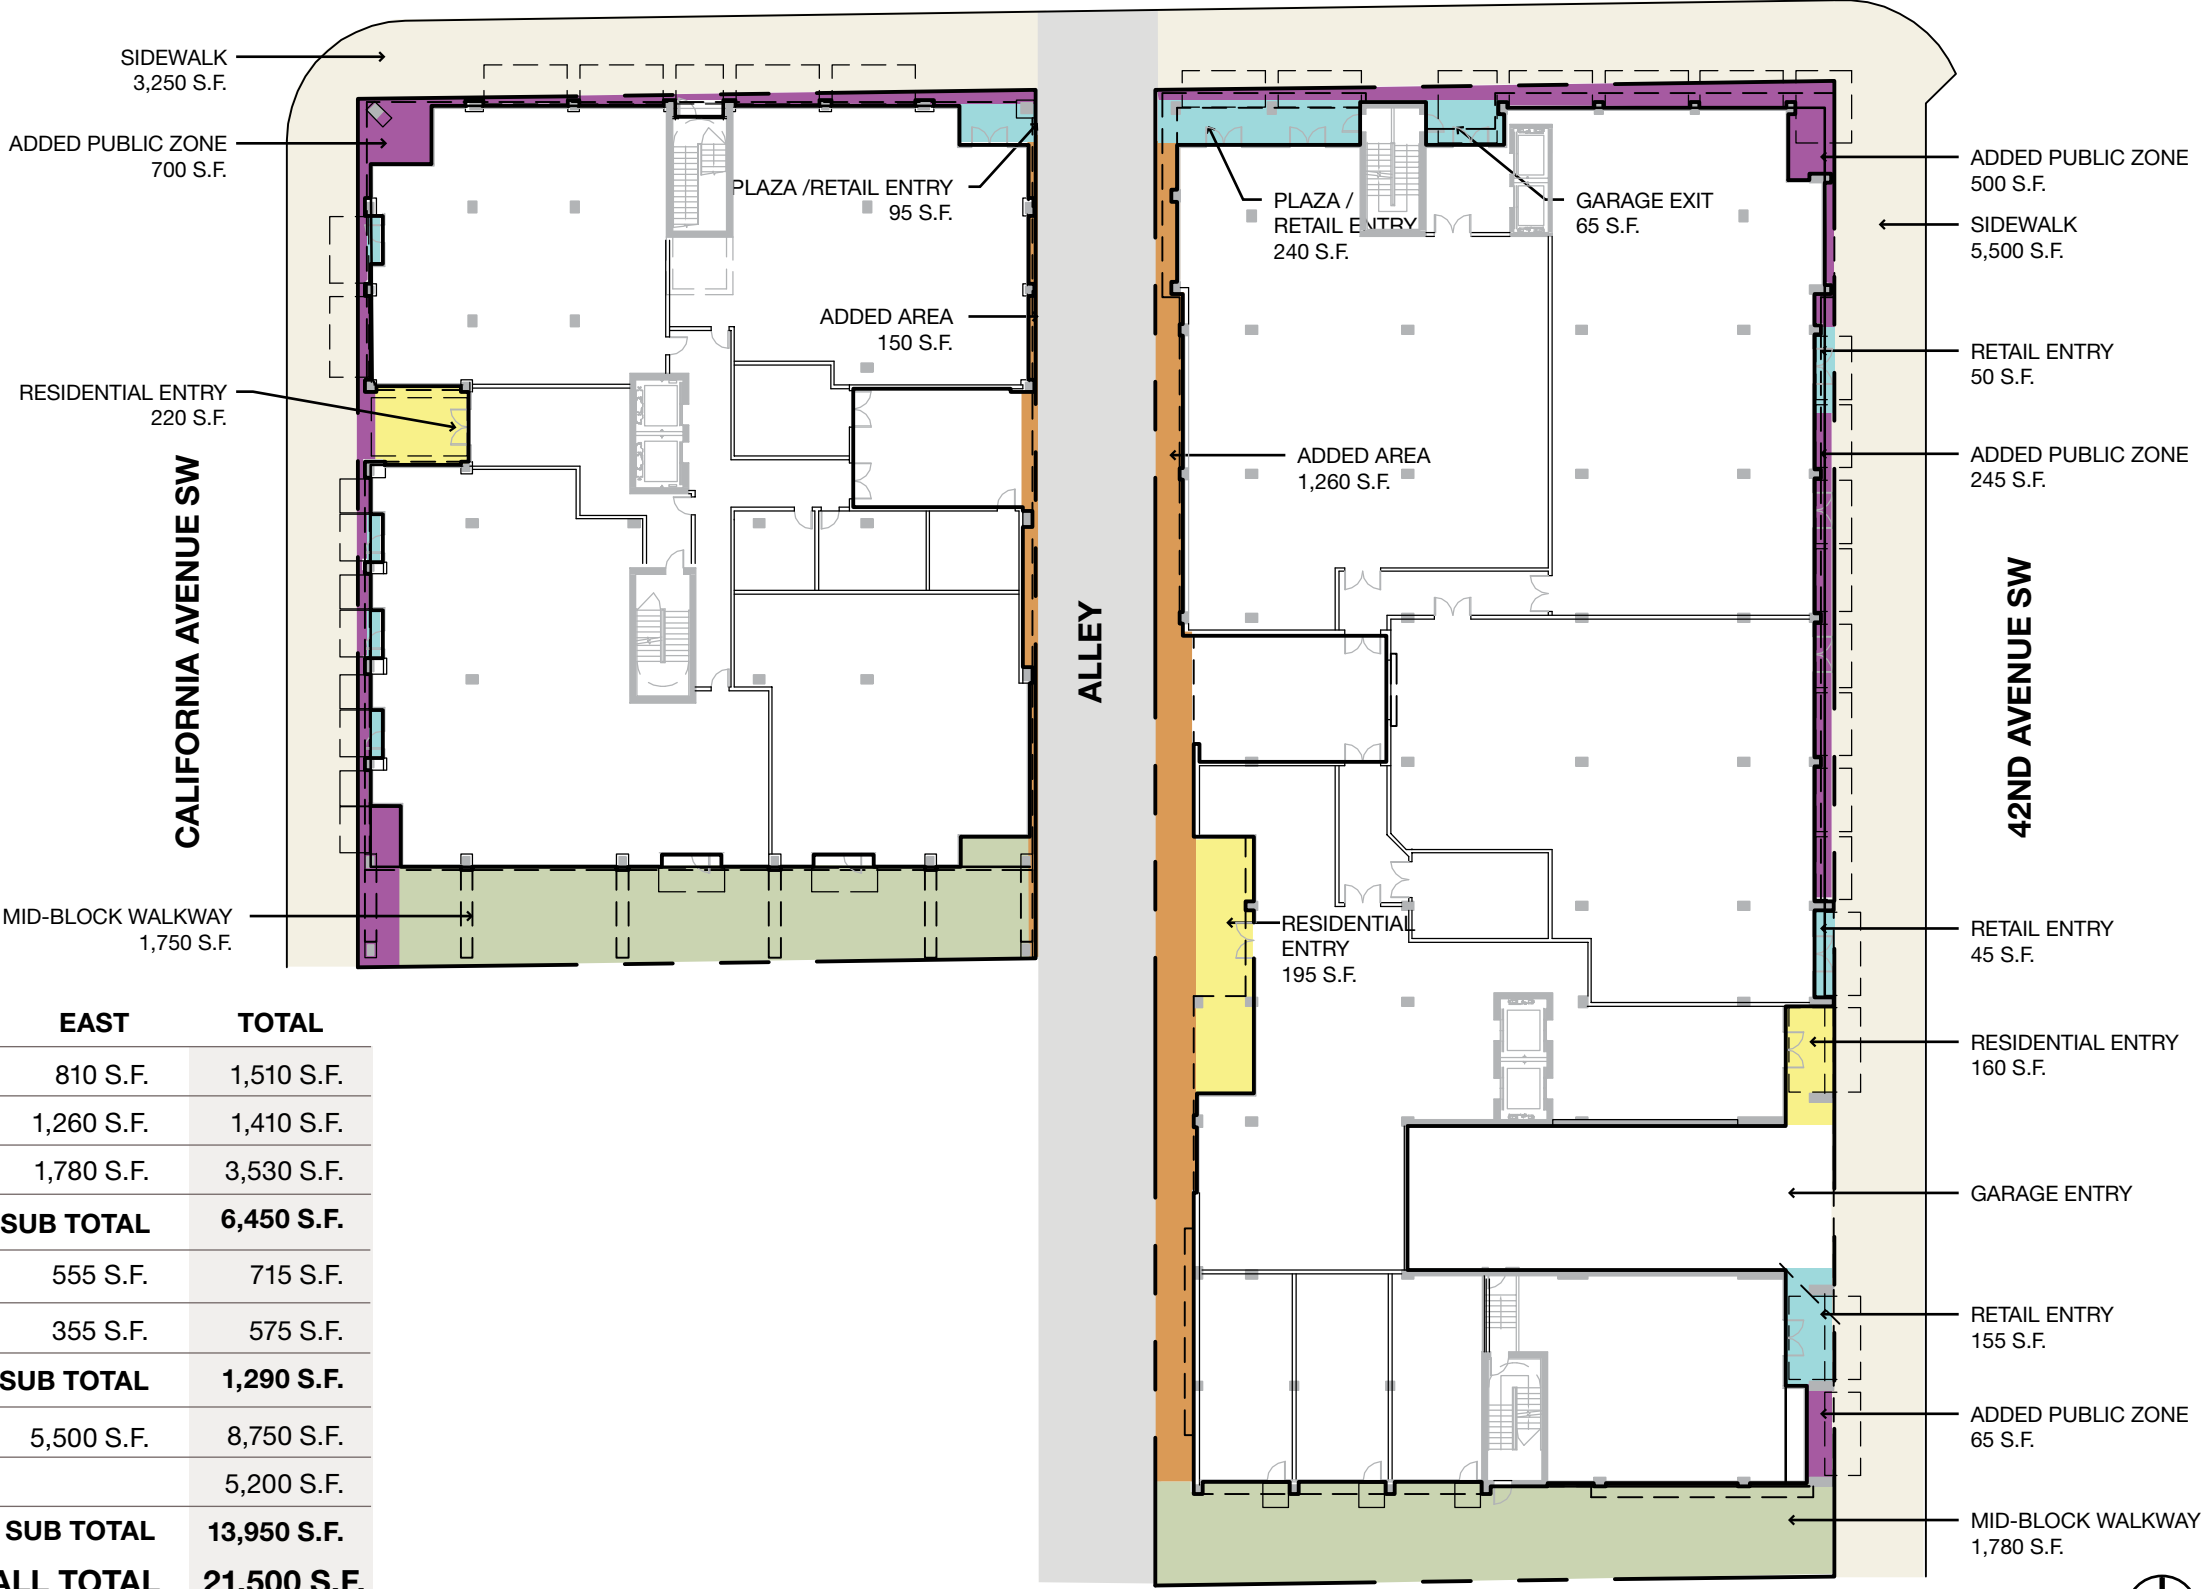 SIDEWALK
3,250 S.F.
ADDED PUBLIC ZONE
700 S.F.
PLAZA /RETAIL ENTRY
95 S.F.
ADDED AREA
150 S.F.
RESIDENTIAL ENTRY
220 S.F.
CALIFORNIA AVENUE SW
MID-BLOCK WALKWAY
1,750 S.F.
ALLEY
PLAZA /
RETAIL ENTRY
240 S.F.
GARAGE EXIT
65 S.F.
ADDED AREA
1,260 S.F.
RESIDENTIAL
ENTRY
195 S.F.
ADDED PUBLIC ZONE
500 S.F.
SIDEWALK
5,500 S.F.
RETAIL ENTRY
50 S.F.
ADDED PUBLIC ZONE
245 S.F.
42ND AVENUE SW
RETAIL ENTRY
45 S.F.
RESIDENTIAL ENTRY
160 S.F.
GARAGE ENTRY
RETAIL ENTRY
155 S.F.
ADDED PUBLIC ZONE
65 S.F.
MID-BLOCK WALKWAY
1,780 S.F.
EAST TOTAL
810 S.F. 1,510 S.F.
1,260 S.F. 1,410 S.F.
1,780 S.F. 3,530 S.F.
SUB TOTAL 6,450 S.F.
555 S.F. 715 S.F.
355 S.F. 575 S.F.
SUB TOTAL 1,290 S.F.
5,500 S.F. 8,750 S.F.
5,200 S.F.
SUB TOTAL 13,950 S.F.
ALL TOTAL 21,500 S.F.